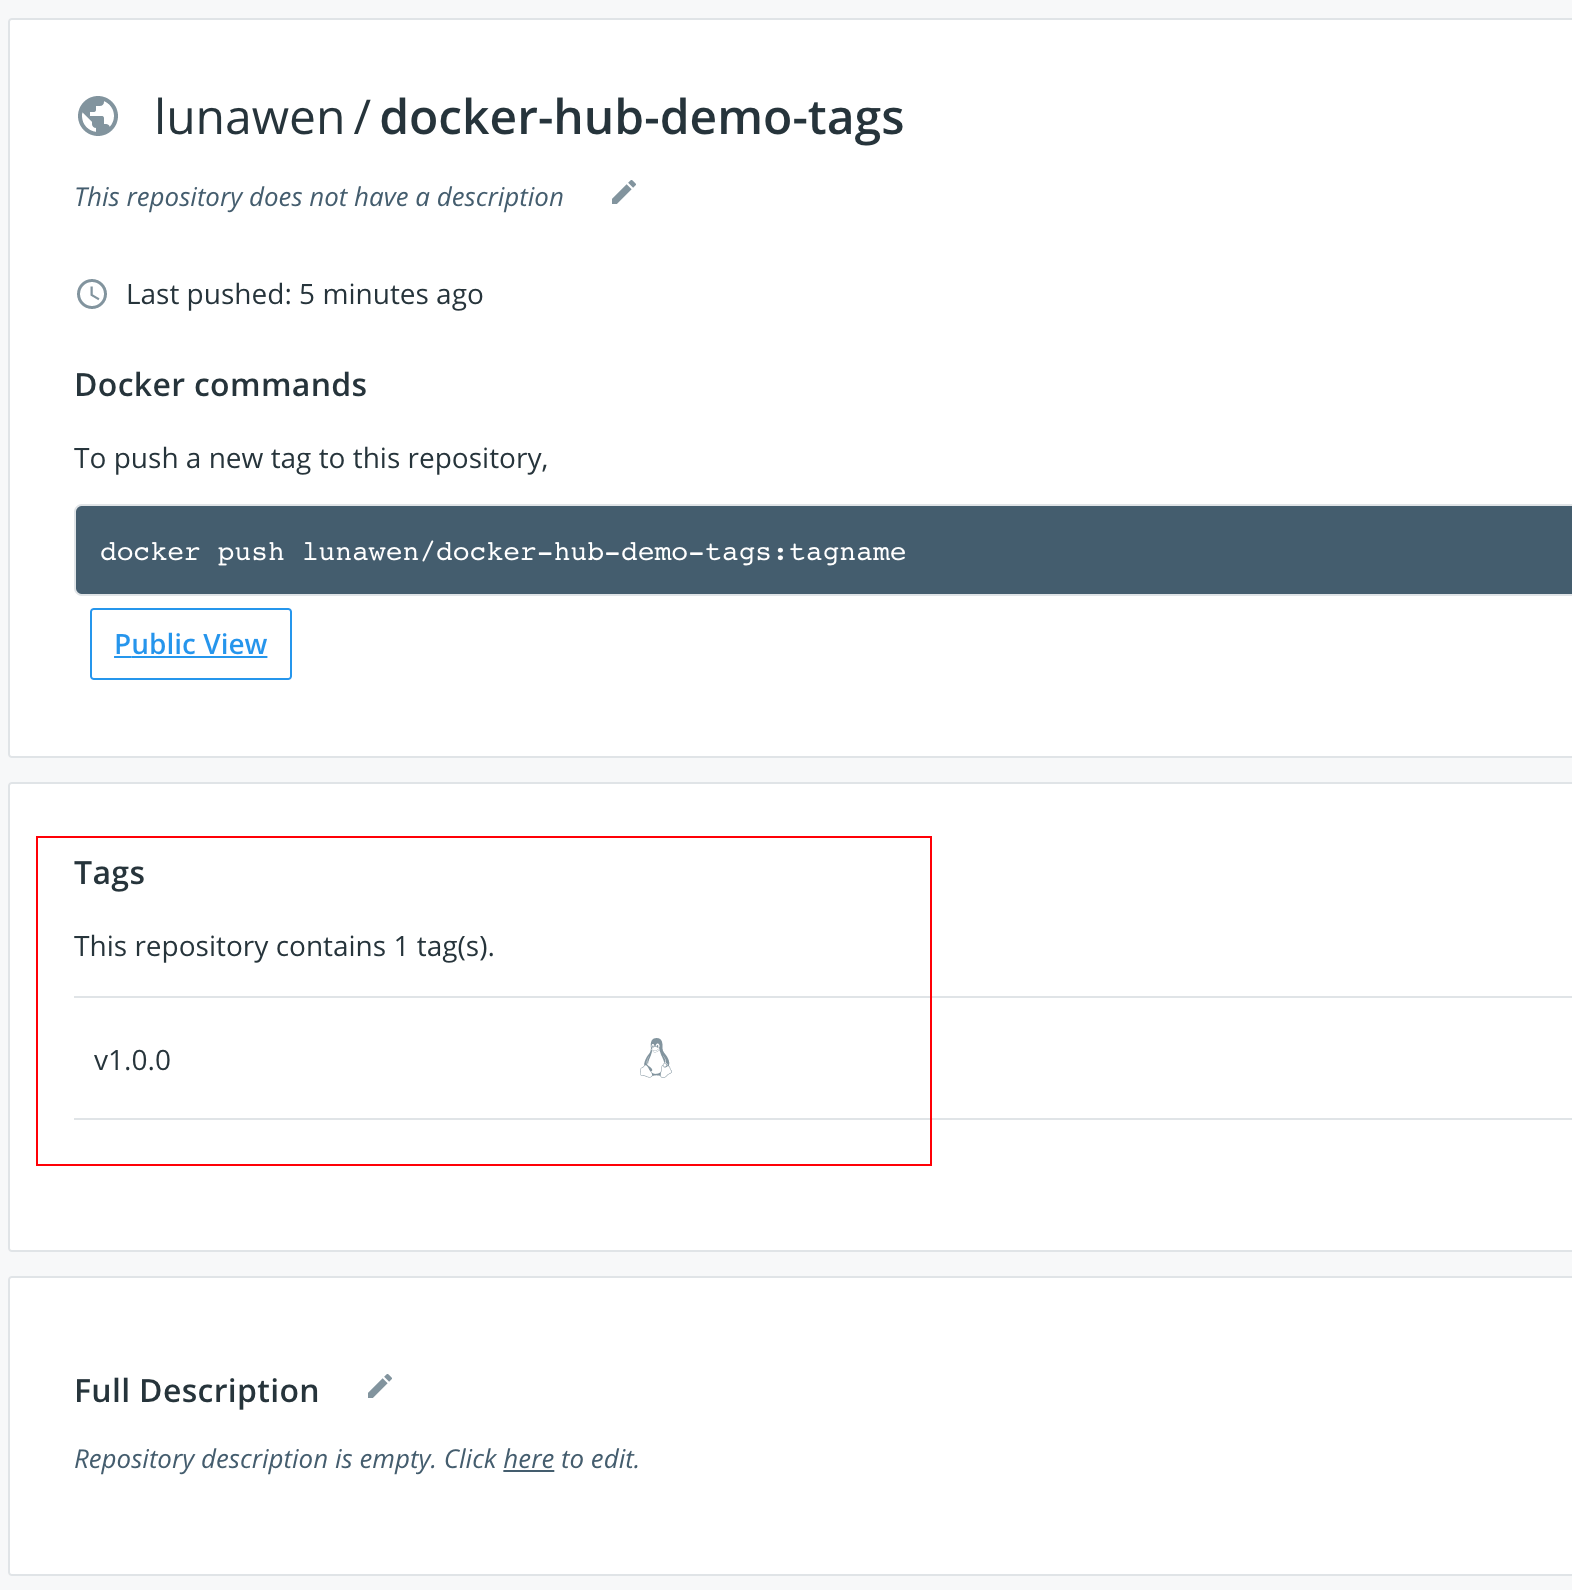 lunawen / docker-hub-demo-tags
This repository does not have a description
Last pushed: 5 minutes ago
Docker commands
To push a new tag to this repository,
docker push lunawen/docker-hub-demo-tags:tagname
Public View
Tags
This repository contains 1 tag(s).
v1.0.0
Full Description
Repository description is empty. Click here to edit.